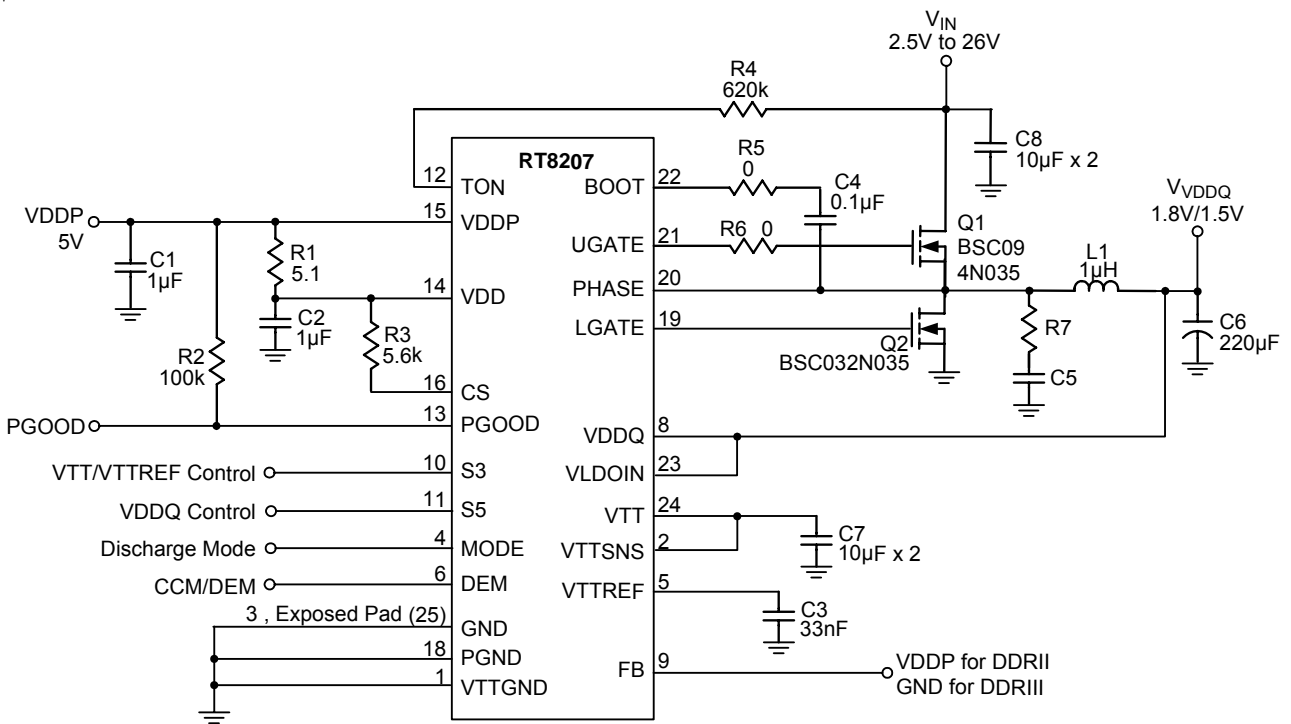 VIN
2.5V to 26V
R4
620k
C8
10µF x 2
RT8207
R5
0
12
TON
BOOT
22
C4
0.1µF
VDDP
5V
15
VDDP
VVDDQ
1.8V/1.5V
UGATE
21
R6 0
Q1
BSC09
4N035
C1
1µF
R1
5.1
L1
1µH
14
VDD
PHASE
20
C2
1µF
R3
5.6k
LGATE
19
Q2
BSC032N035
R7
C6
220µF
R2
100k
C5
16
CS
PGOOD
13
PGOOD
VDDQ
8
VTT/VTTREF Control
10
S3
VLDOIN
23
VDDQ Control
11
S5
VTT
24
C7
10µF x 2
Discharge Mode
4
MODE
VTTSNS
2
CCM/DEM
6
DEM
VTTREF
5
C3
33nF
3 , Exposed Pad (25)
GND
18
PGND
FB
9
VDDP for DDRII
GND for DDRIII
1
VTTGND